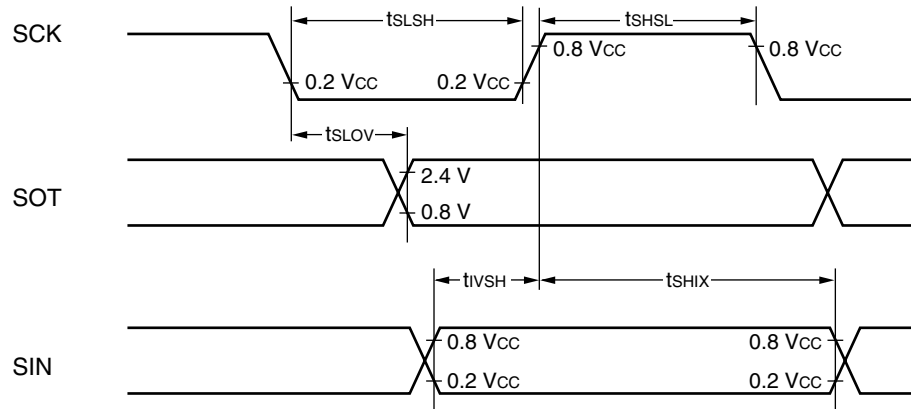 tSLSH
tSHSL
SCK
0.8 VCC
0.8 VCC
0.2 VCC
0.2 VCC
tSLOV
SOT
2.4 V
0.8 V
tIVSH
tSHIX
SIN
0.8 VCC
0.8 VCC
0.2 VCC
0.2 VCC